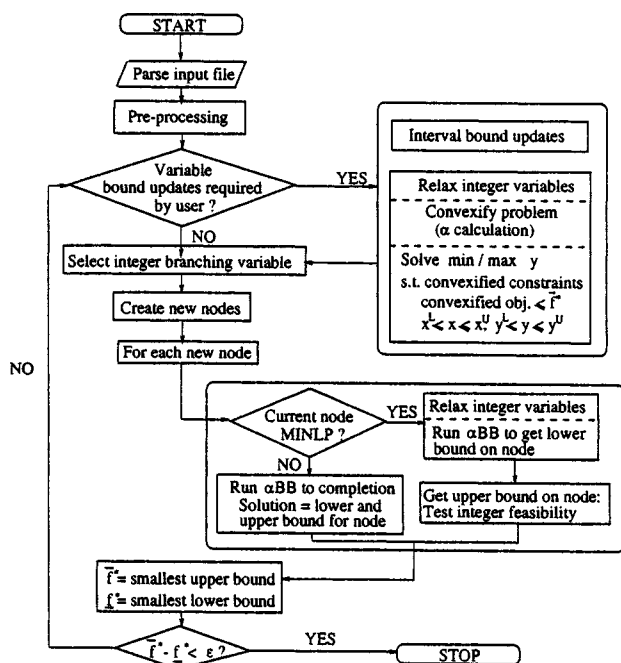 START
Parse input file
Pre-processing
Variable
bound updates required
by user ?
YES
NO
Interval bound updates
Relax integer variables
Convexify problem
(α calculation)
Solve min / max y
s.t. convexified constraints
convexified obj. ≤ f̄*
x^L ≤ x ≤ x^U, y^L ≤ y ≤ y^U
Select integer branching variable
Create new nodes
For each new node
NO
Current node
MINLP ?
YES
NO
Relax integer variables
Run αBB to get lower
bound on node
Run αBB to completion
Solution = lower and
upper bound for node
Get upper bound on node:
Test integer feasibility
f̄* = smallest upper bound
f̲* = smallest lower bound
f̄* - f̲* < ε ?
YES
STOP